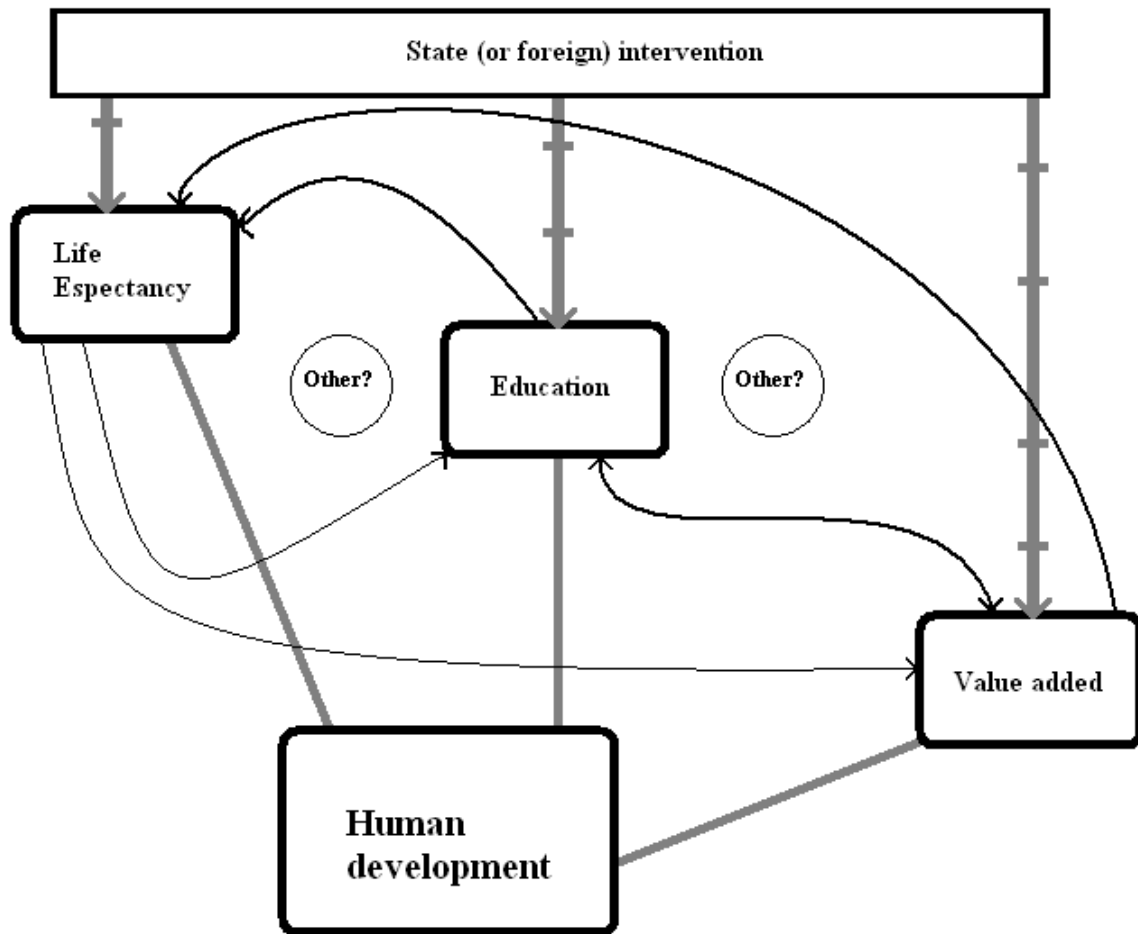 State (or foreign) intervention
Life
Espectancy
Other?
Education
Other?
Value added
Human
development